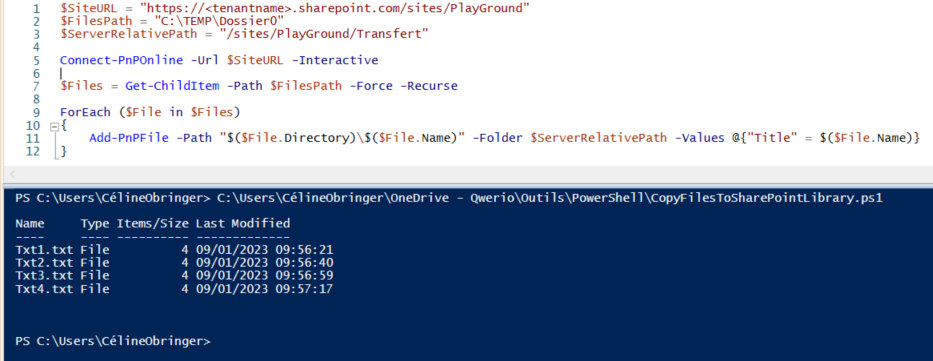 1 $SiteURL = "https://<tenantname>.sharepoint.com/sites/PlayGround"
2 $FilesPath = "C:\TEMP\Dossier0"
3 $ServerRelativePath = "/sites/PlayGround/Transfert"
4
5 Connect-PnPOnline -Url $SiteURL -Interactive
6
7 $Files = Get-ChildItem -Path $FilesPath -Force -Recurse
8
9 ForEach ($File in $Files)
10 {
11 Add-PnPFile -Path "$($File.Directory)\$($File.Name)" -Folder $ServerRelativePath -Values @{"Title" = $($File.Name)}
12 }
PS C:\Users\CélineObringer> C:\Users\CélineObringer\OneDrive - Qwerio\Outils\PowerShell\CopyFilesToSharePointLibrary.ps1
Name Type Items/Size Last Modified
---- ---- ---------- -------------
Txt1.txt File 4 09/01/2023 09:56:21
Txt2.txt File 4 09/01/2023 09:56:40
Txt3.txt File 4 09/01/2023 09:56:59
Txt4.txt File 4 09/01/2023 09:57:17
PS C:\Users\CélineObringer>